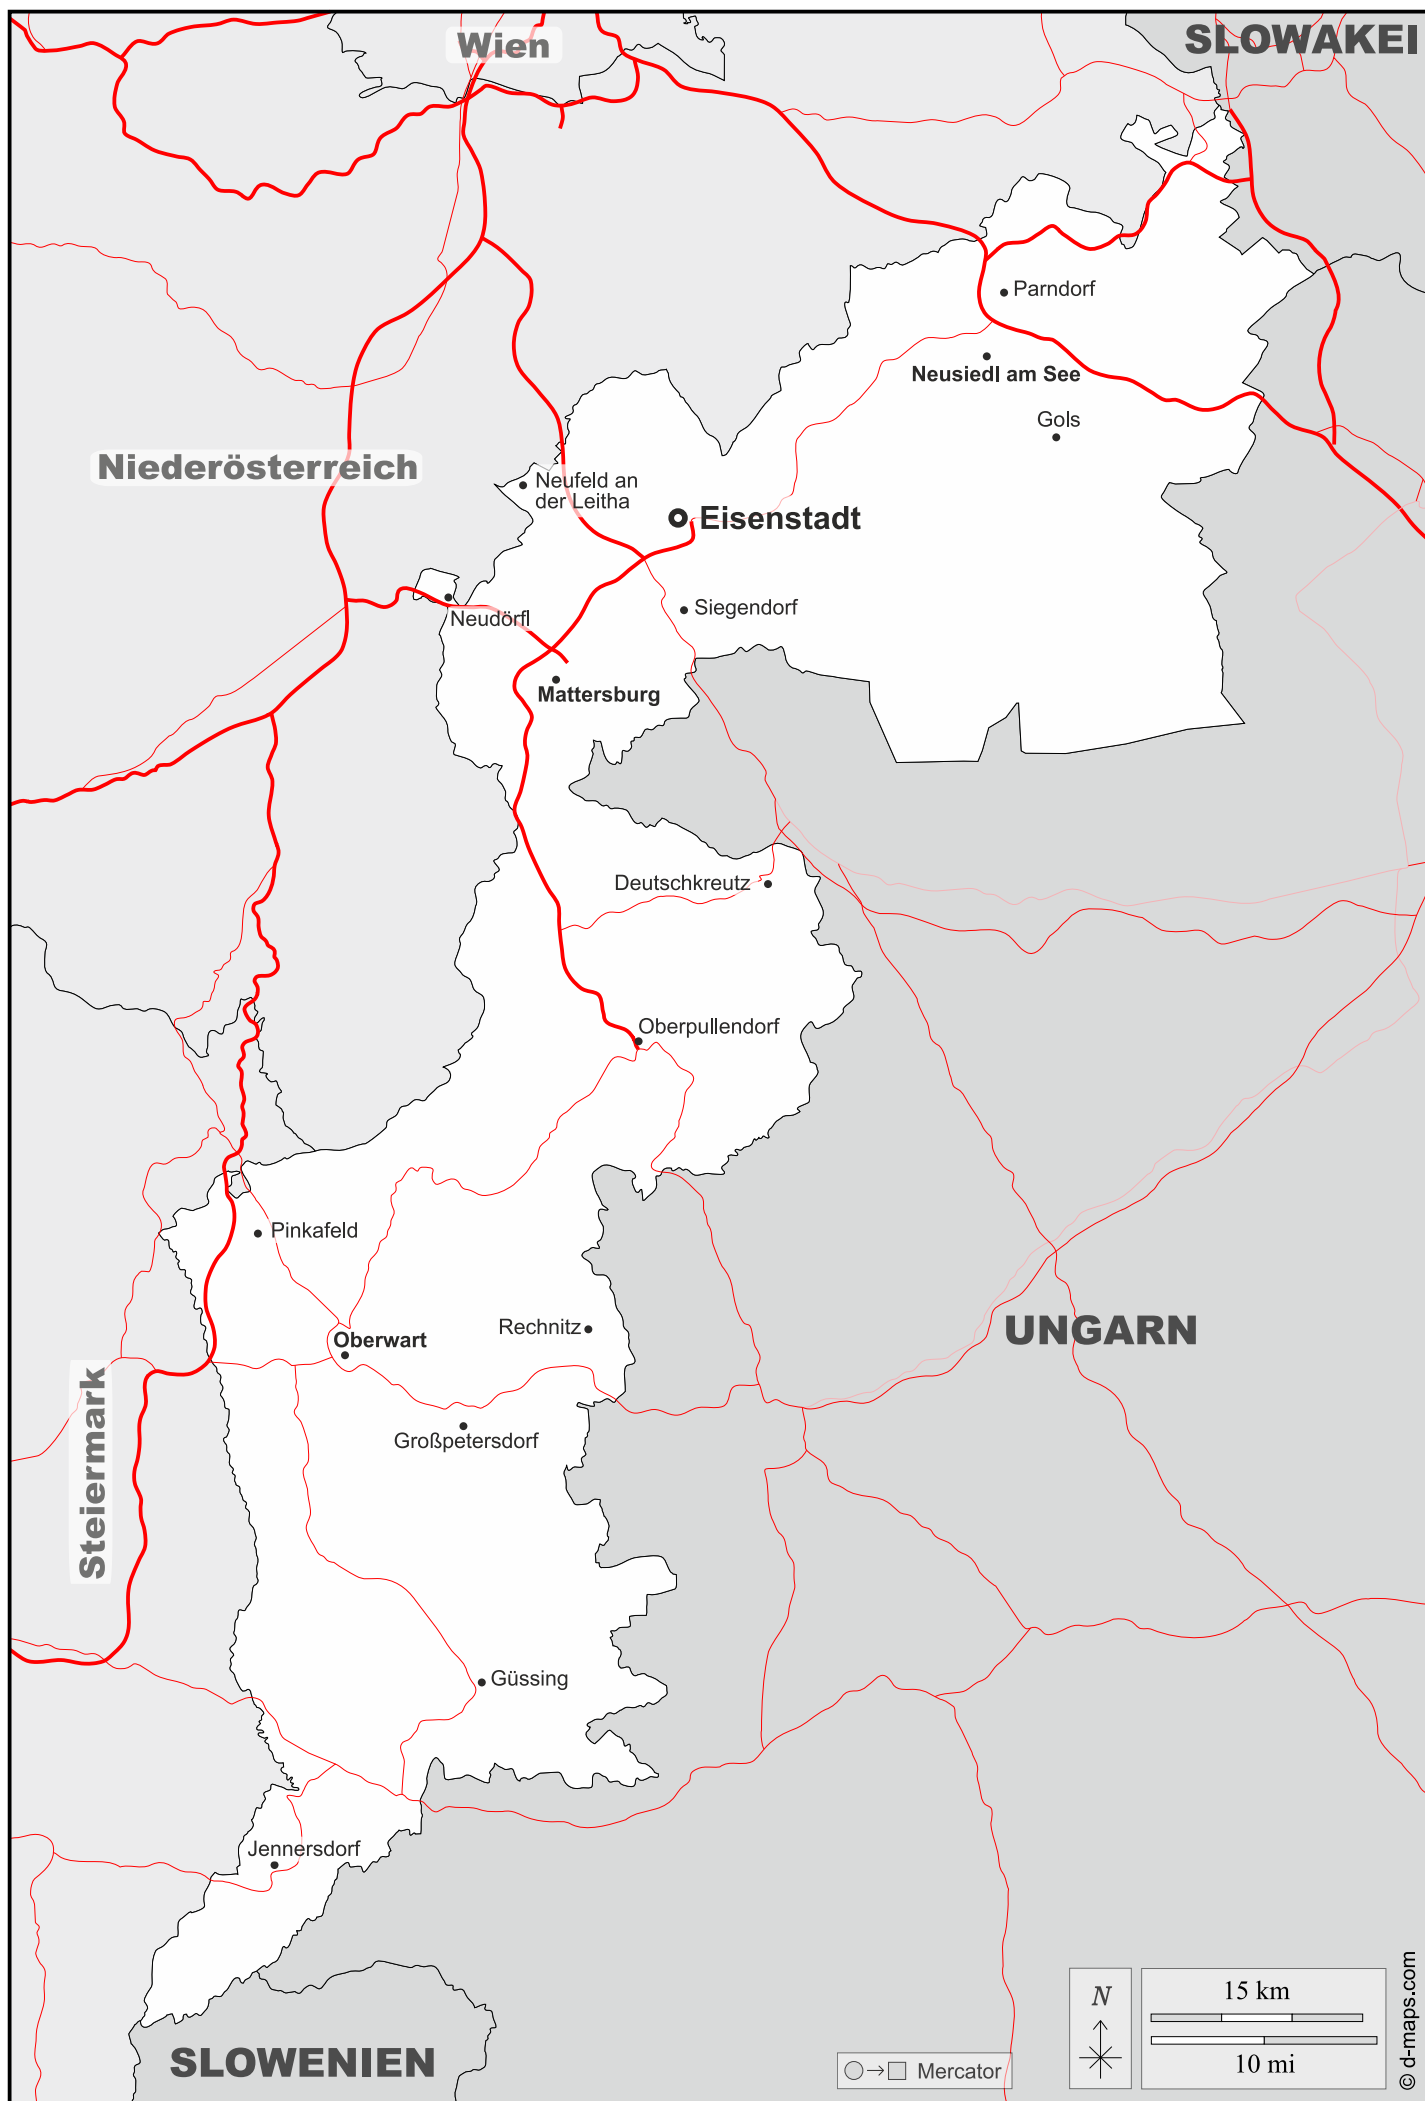 SLOWAKEI
Wien
Parndorf
Neusiedl am See
Gols
Niederösterreich
Neufeld an
der Leitha
Eisenstadt
Neudörfl
Siegendorf
Mattersburg
Deutschkreutz
Oberpullendorf
Pinkafeld
Rechnitz
Oberwart
UNGARN
Steiermark
Großpetersdorf
Güssing
Jennersdorf
SLOWENIEN
Mercator
N
15 km
10 mi
© d-maps.com